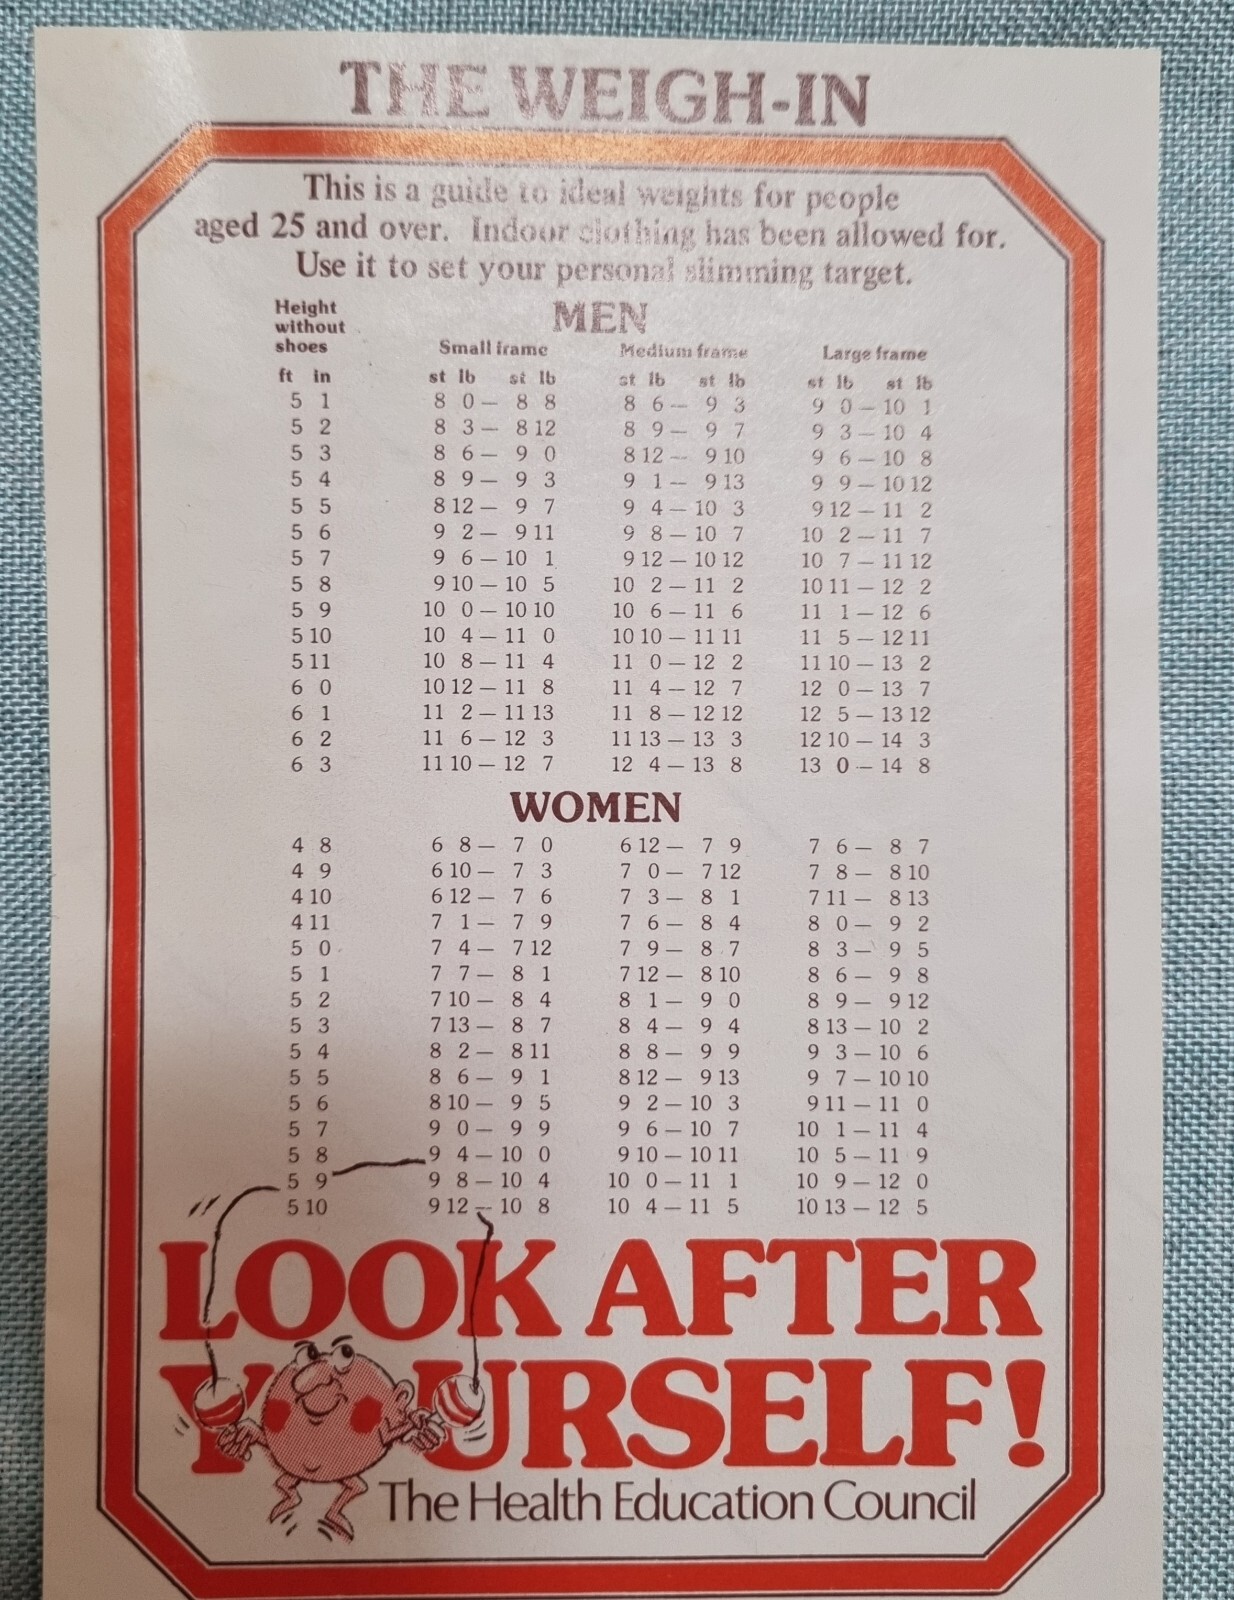 THE WEIGH-IN
This is a guide to ideal weights for people
aged 25 and over. Indoor clothing has been allowed for.
Use it to set your personal slimming target.
Height without shoes
MEN
Small frame Medium frame Large frame
ft in st lb st lb st lb st lb st lb st lb
5 1 8 0 – 8 8 8 6 – 9 3 9 0 – 10 1
5 2 8 3 – 8 12 8 9 – 9 7 9 3 – 10 4
5 3 8 6 – 9 0 8 12 – 9 10 9 6 – 10 8
5 4 8 9 – 9 3 9 1 – 9 13 9 9 – 10 12
5 5 8 12 – 9 7 9 4 – 10 3 9 12 – 11 2
5 6 9 2 – 9 11 9 8 – 10 7 10 2 – 11 7
5 7 9 6 – 10 1 9 12 – 10 12 10 7 – 11 12
5 8 9 10 – 10 5 10 2 – 11 2 10 11 – 12 2
5 9 10 0 – 10 10 10 6 – 11 6 11 1 – 12 6
5 10 10 4 – 11 0 10 10 – 11 11 11 5 – 12 11
5 11 10 8 – 11 4 11 0 – 12 2 11 10 – 13 2
6 0 10 12 – 11 8 11 4 – 12 7 12 0 – 13 7
6 1 11 2 – 11 13 11 8 – 12 12 12 5 – 13 12
6 2 11 6 – 12 3 11 13 – 13 3 12 10 – 14 3
6 3 11 10 – 12 7 12 4 – 13 8 13 0 – 14 8
WOMEN
4 8 6 8 – 7 0 6 12 – 7 9 7 6 – 8 7
4 9 6 10 – 7 3 7 0 – 7 12 7 8 – 8 10
4 10 6 12 – 7 6 7 3 – 8 1 7 11 – 8 13
4 11 7 1 – 7 9 7 6 – 8 4 8 0 – 9 2
5 0 7 4 – 7 12 7 9 – 8 7 8 3 – 9 5
5 1 7 7 – 8 1 7 12 – 8 10 8 6 – 9 8
5 2 7 10 – 8 4 8 1 – 9 0 8 9 – 9 12
5 3 7 13 – 8 7 8 4 – 9 4 8 13 – 10 2
5 4 8 2 – 8 11 8 8 – 9 9 9 3 – 10 6
5 5 8 6 – 9 1 8 12 – 9 13 9 7 – 10 10
5 6 8 10 – 9 5 9 2 – 10 3 9 11 – 11 0
5 7 9 0 – 9 9 9 6 – 10 7 10 1 – 11 4
5 8 9 4 – 10 0 9 10 – 10 11 10 5 – 11 9
5 9 9 8 – 10 4 10 0 – 11 1 10 9 – 12 0
5 10 9 12 – 10 8 10 4 – 11 5 10 13 – 12 5
LOOK AFTER
YOURSELF!
The Health Education Council